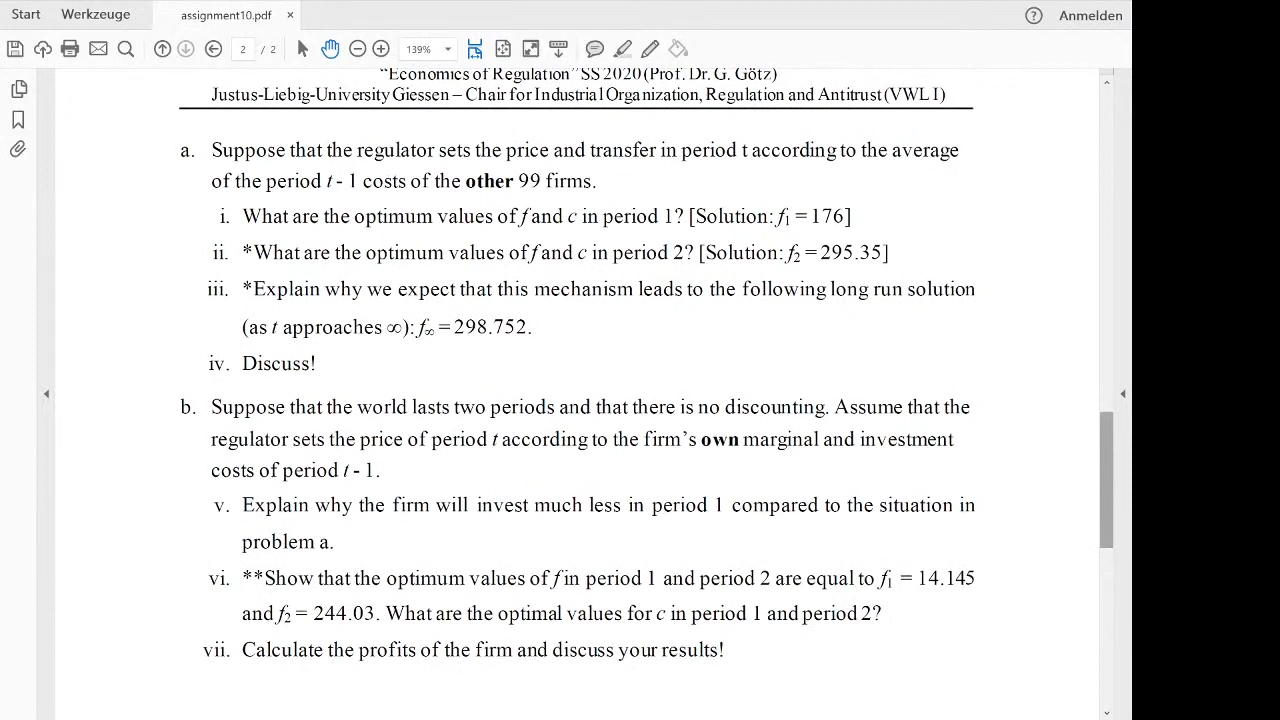 Start Werkzeuge assignment10.pdf × ? Anmelden
2 / 2 139%
“Economics of Regulation” SS 2020 (Prof. Dr. G. Götz)
Justus-Liebig-University Giessen – Chair for Industrial Organization, Regulation and Antitrust (VWL I)
a. Suppose that the regulator sets the price and transfer in period t according to the average
of the period t - 1 costs of the other 99 firms.
i. What are the optimum values of f and c in period 1? [Solution: f₁ = 176]
ii. *What are the optimum values of f and c in period 2? [Solution: f₂ = 295.35]
iii. *Explain why we expect that this mechanism leads to the following long run solution
(as t approaches ∞): f∞ = 298.752.
iv. Discuss!
b. Suppose that the world lasts two periods and that there is no discounting. Assume that the
regulator sets the price of period t according to the firm’s own marginal and investment
costs of period t - 1.
v. Explain why the firm will invest much less in period 1 compared to the situation in
problem a.
vi. **Show that the optimum values of f in period 1 and period 2 are equal to f₁ = 14.145
and f₂ = 244.03. What are the optimal values for c in period 1 and period 2?
vii. Calculate the profits of the firm and discuss your results!